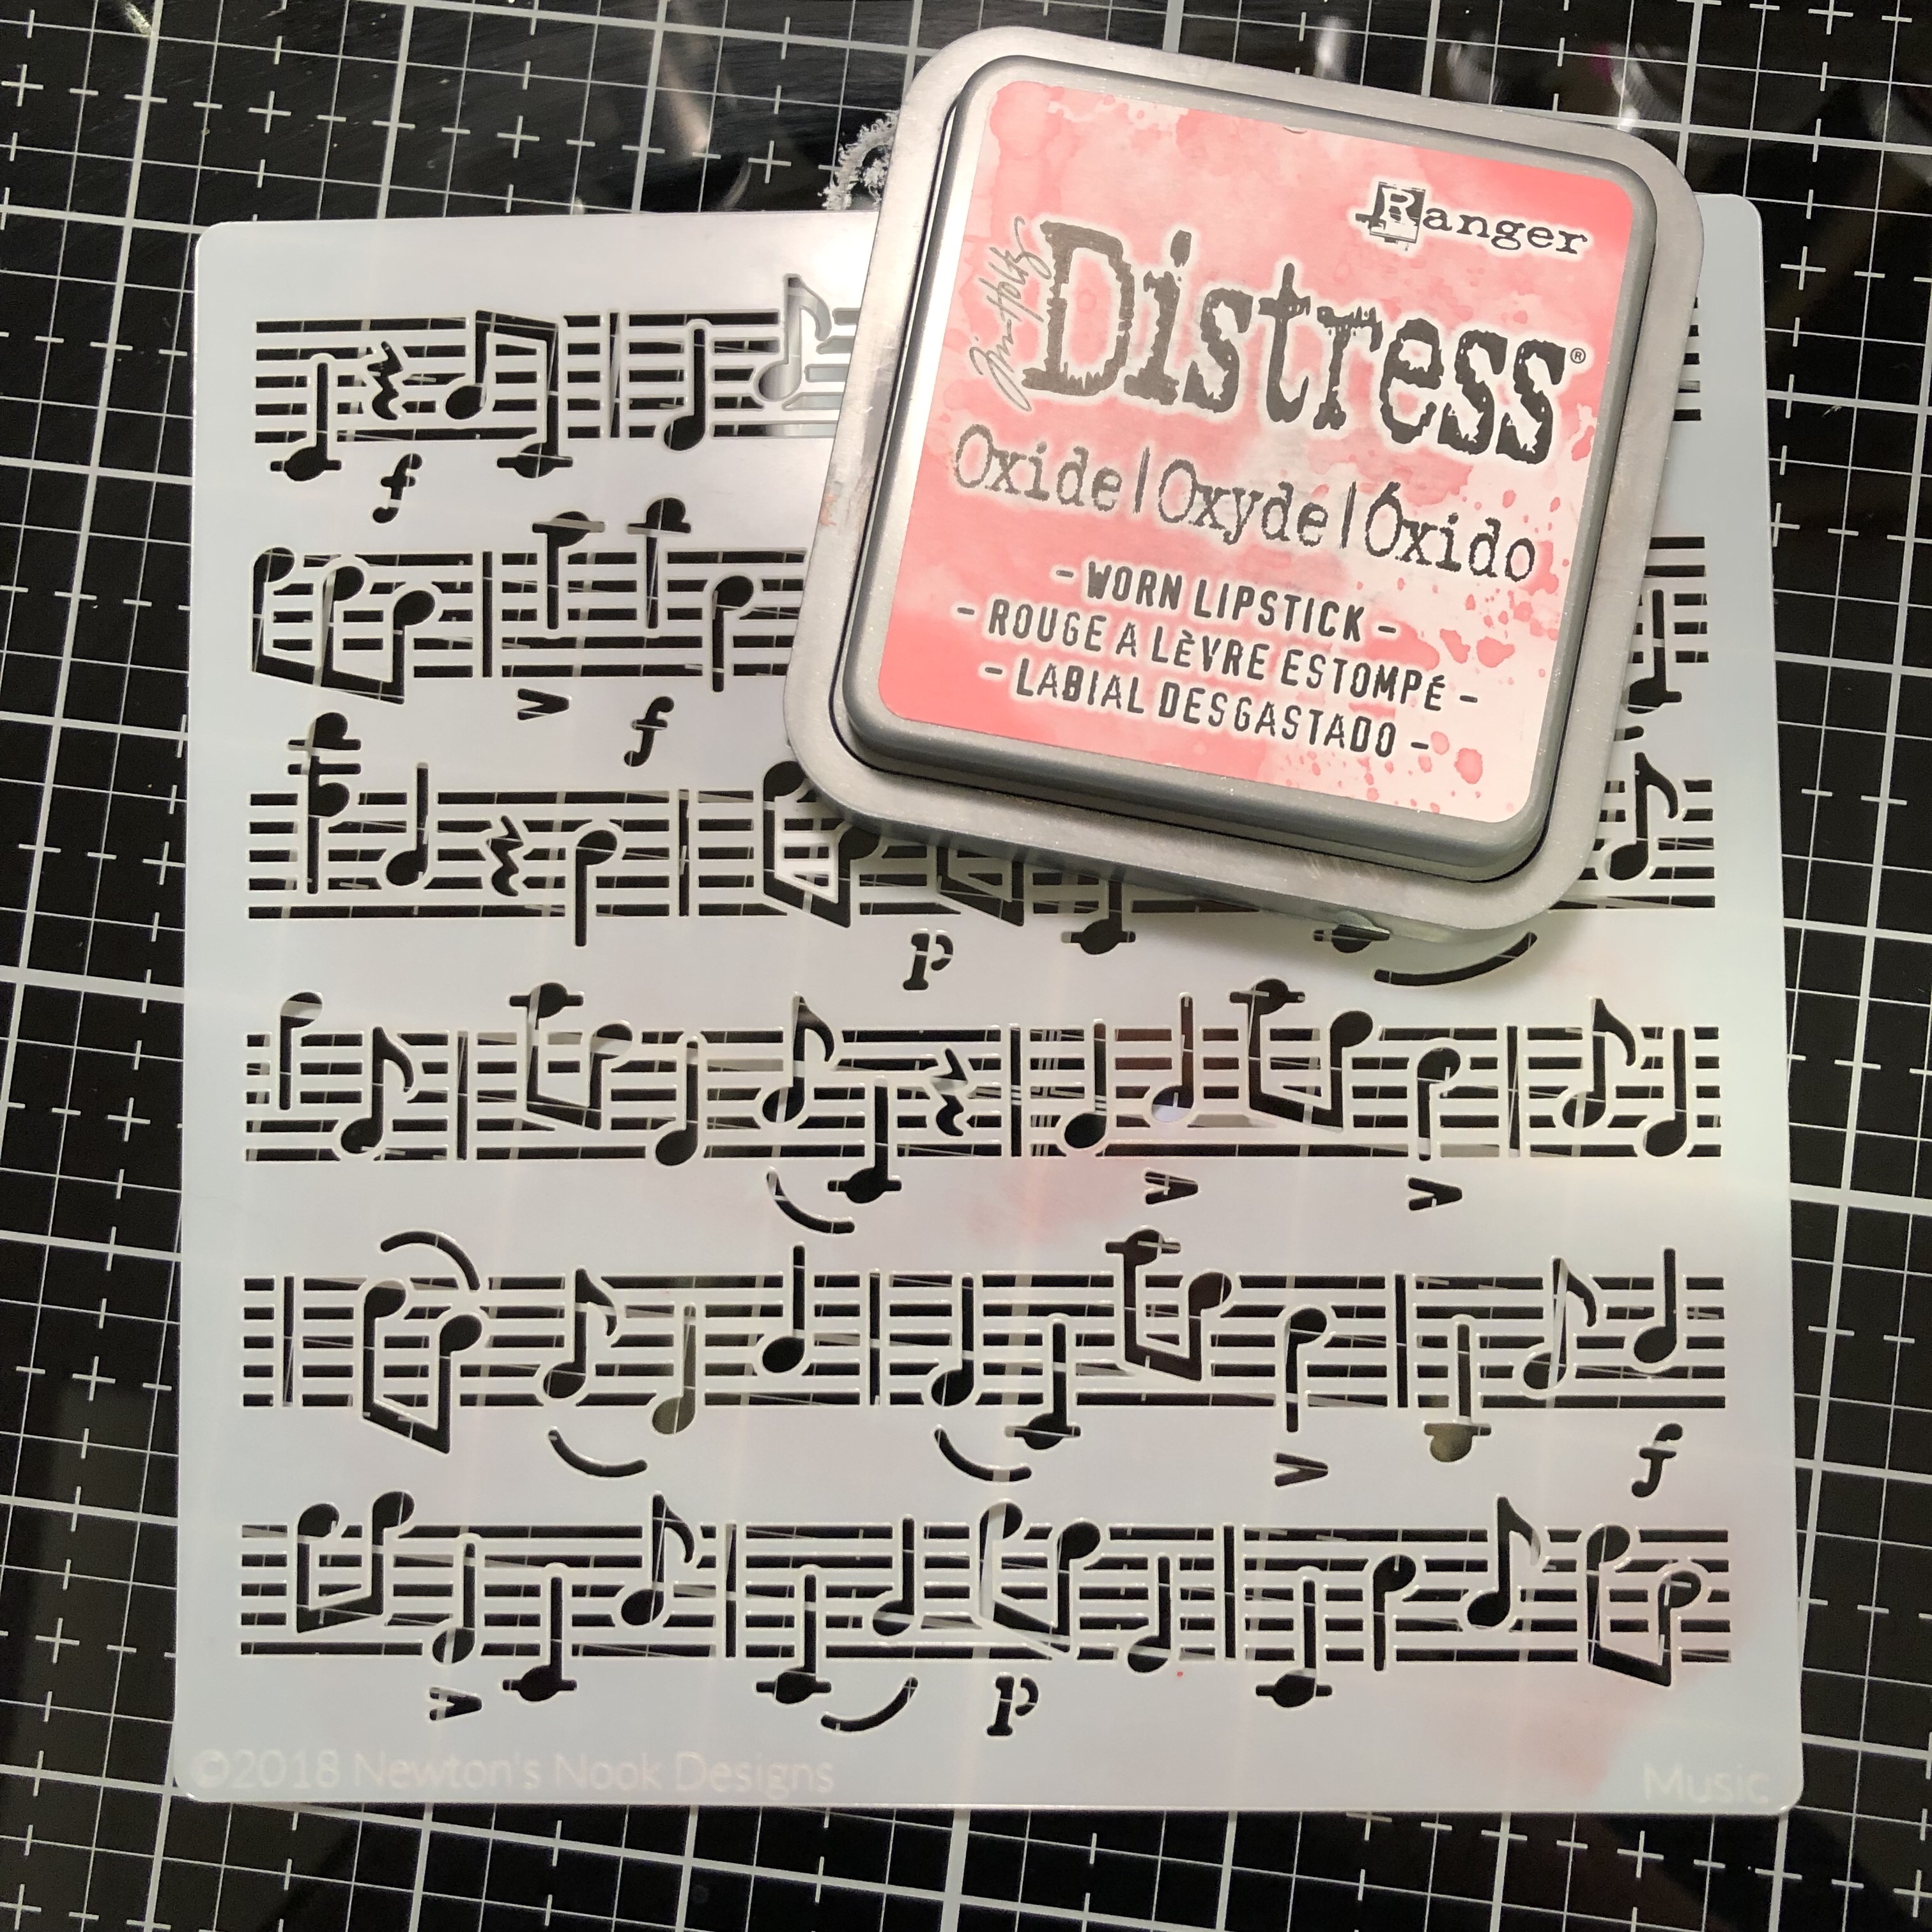 Ranger
Tim Holtz
Distress®
Oxide|Oxyde|Óxido
- WORN LIPSTICK -
- ROUGE A LÈVRE ESTOMPÉ -
- LABIAL DESGASTADO -
f
f
p
f
p
©2018 Newton's Nook Designs
Music